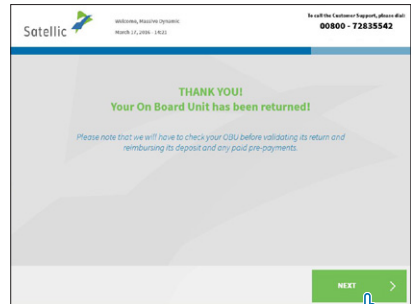 Satellic
Welcome, Massive Dynamic
March 17, 2016 - 14:21
To call the Customer Support, please dial:
00800 - 72835542
THANK YOU!
Your On Board Unit has been returned!
Please note that we will have to check your OBU before validating its return and
reimbursing its deposit and any paid pre-payments.
NEXT